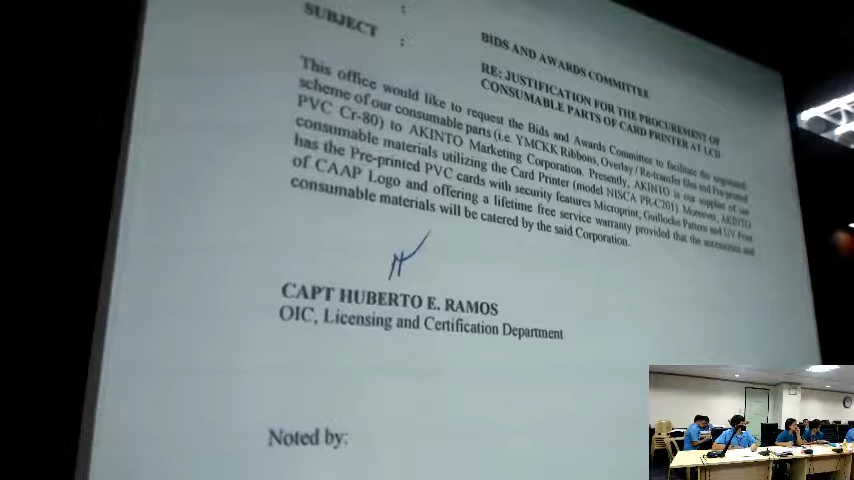 SUBJECT
:
:
BIDS AND AWARDS COMMITTEE
RE: JUSTIFICATION FOR THE PROCUREMENT OF
CONSUMABLE PARTS OF CARD PRINTER AT LCD
This office would like to request the Bids and Awards Committee to facilitate the negotiated
scheme of our consumable parts (i.e. YMCKK Ribbons, Overlay / Re-transfer film and Pre-printed
PVC Cr-80) to AKINTO Marketing Corporation. Presently, AKINTO is our supplier of our
consumable materials utilizing the Card Printer (model NISCA PR-C201). Moreover, AKINTO
has the Pre-printed PVC cards with security features Microprint, Guilloche Pattern and UV Print
of CAAP Logo and offering a lifetime free service warranty provided that the accessories and
consumable materials will be catered by the said Corporation.
CAPT HUBERTO E. RAMOS
OIC, Licensing and Certification Department
Noted by: